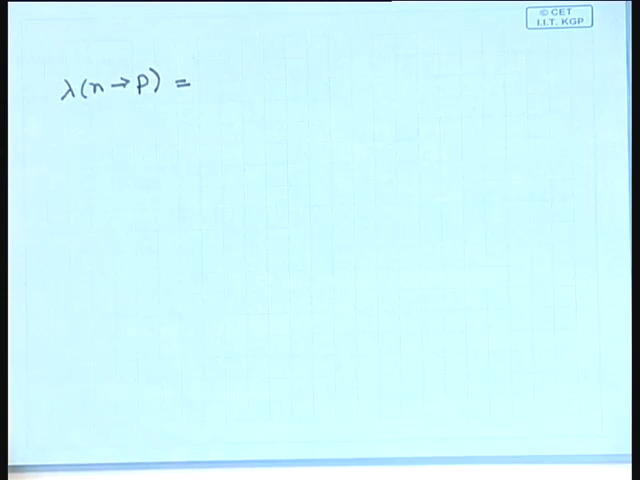 © CET
I.I.T. KGP
λ(n→p) =